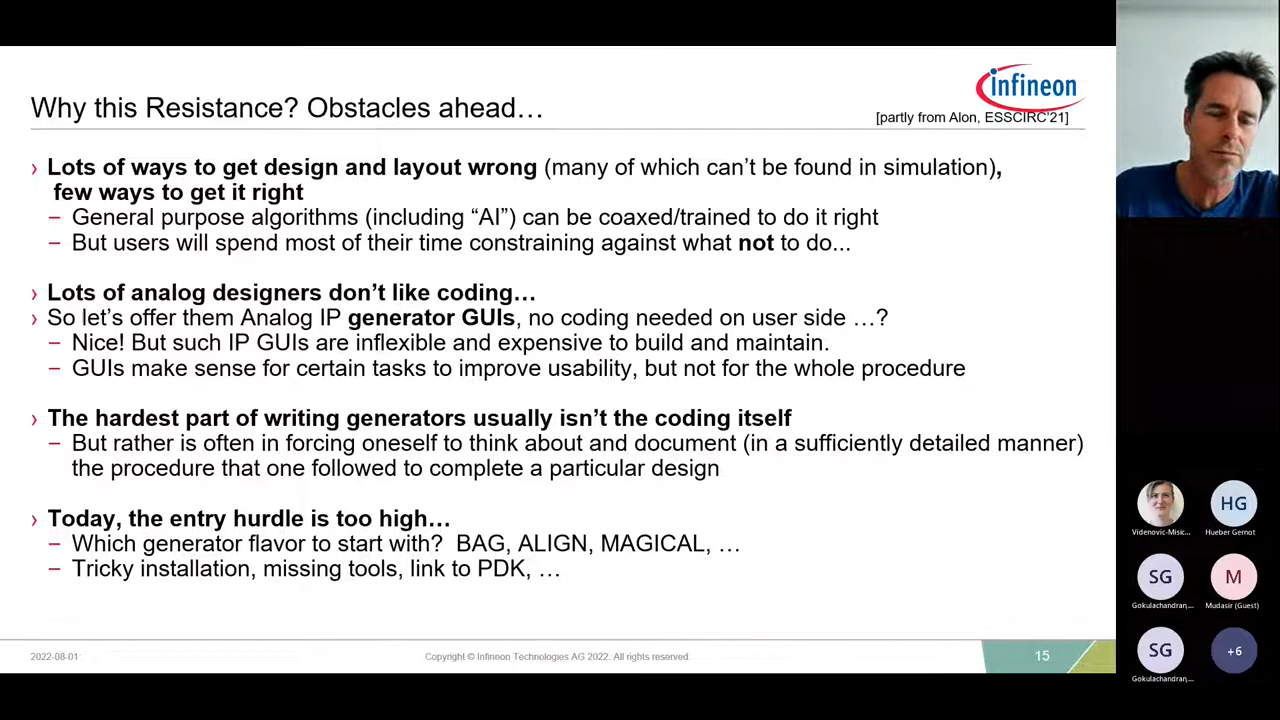 infineon
Why this Resistance? Obstacles ahead…
[partly from Alon, ESSCIRC'21]
› Lots of ways to get design and layout wrong (many of which can't be found in simulation),
few ways to get it right
– General purpose algorithms (including “AI”) can be coaxed/trained to do it right
– But users will spend most of their time constraining against what not to do...
› Lots of analog designers don't like coding…
› So let's offer them Analog IP generator GUIs, no coding needed on user side …?
– Nice! But such IP GUIs are inflexible and expensive to build and maintain.
– GUIs make sense for certain tasks to improve usability, but not for the whole procedure
› The hardest part of writing generators usually isn't the coding itself
– But rather is often in forcing oneself to think about and document (in a sufficiently detailed manner)
the procedure that one followed to complete a particular design
› Today, the entry hurdle is too high…
– Which generator flavor to start with? BAG, ALIGN, MAGICAL, …
– Tricky installation, missing tools, link to PDK, …
2022-08-01
Copyright © Infineon Technologies AG 2022. All rights reserved.
15
HG
Videnovic-Misic...
Hueber Gernot
SG
M
Gokulachandran,...
Mudasir (Guest)
SG
+6
Gokulachandran,...